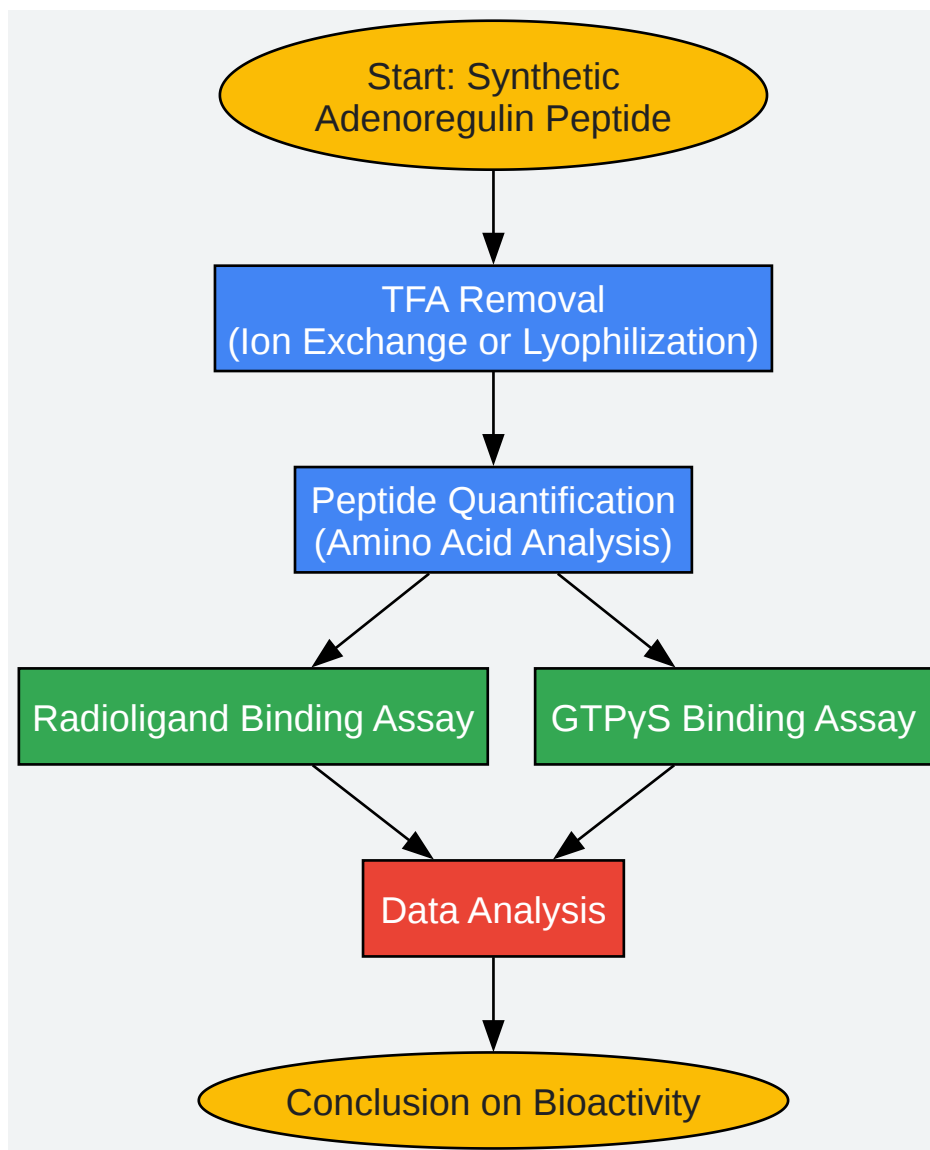 Start: Synthetic
Adenoregulin Peptide
TFA Removal
(Ion Exchange or Lyophilization)
Peptide Quantification
(Amino Acid Analysis)
Radioligand Binding Assay
GTPγS Binding Assay
Data Analysis
Conclusion on Bioactivity